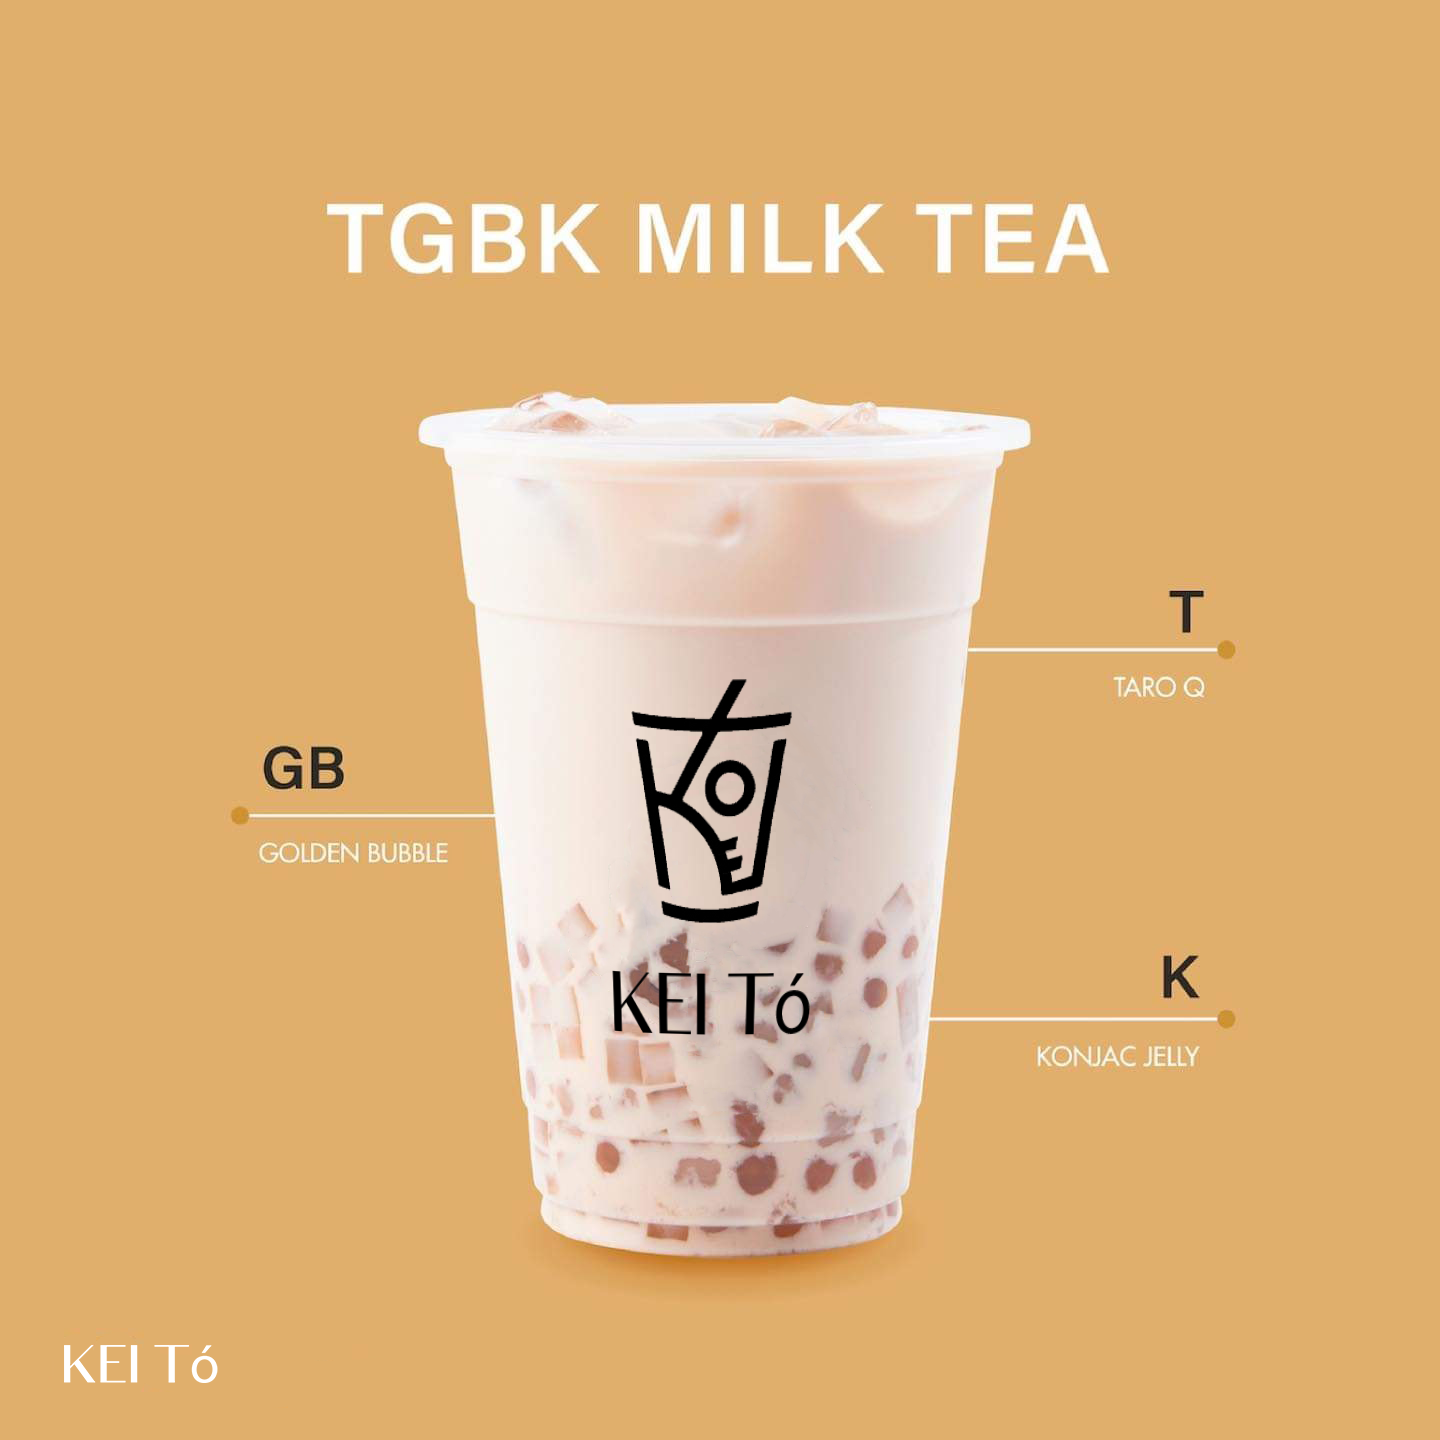 TGBK MILK TEA
T
TARO Q
GB
GOLDEN BUBBLE
KEI Tó
K
KONJAC JELLY
KEI Tó